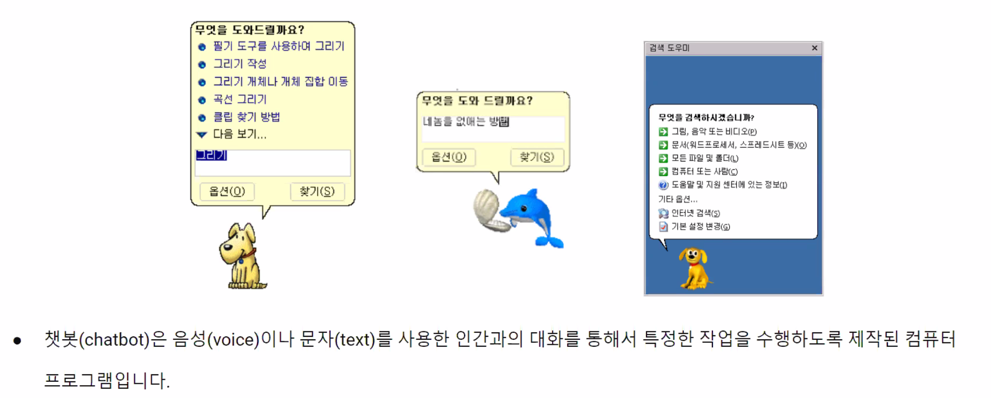 무엇을 도와드릴까요?
필기 도구를 사용하여 그리기
그리기 작성
그리기 개체나 개체 집합 이동
곡선 그리기
클립 찾기 방법
다음 보기...
그리기
옵션(O)
찾기(S)
무엇을 도와 드릴까요?
네놈을 없애는 방법
옵션(O)
찾기(S)
검색 도우미
무엇을 검색하시겠습니까?
그림, 음악 또는 비디오(P)
문서(워드프로세서, 스프레드시트 등)(O)
모든 파일 및 폴더(L)
컴퓨터 또는 사람(C)
도움말 및 지원 센터에 있는 정보(I)
기타 옵션...
인터넷 검색(S)
기본 설정 변경(G)
● 챗봇(chatbot)은 음성(voice)이나 문자(text)를 사용한 인간과의 대화를 통해서 특정한 작업을 수행하도록 제작된 컴퓨터
프로그램입니다.